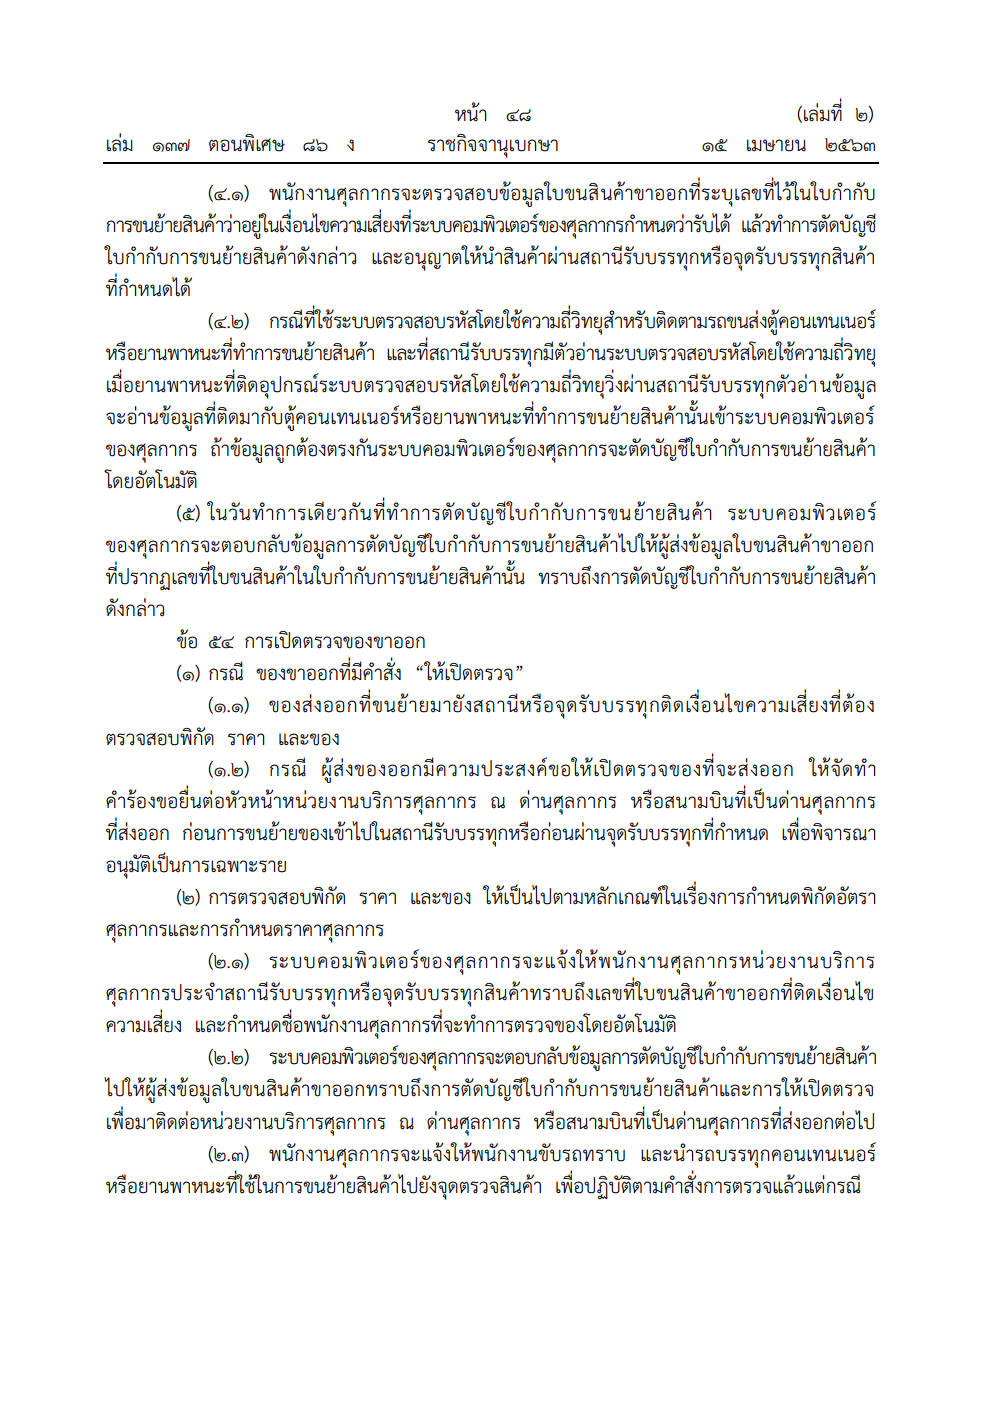 หน้า ๔๘
(เล่มที่ ๒)
เล่ม ๑๓๗ ตอนพิเศษ ๘๖ ง ราชกิจจานุเบกษา ๑๕ เมษายน ๒๕๖๓
(๔.๑) พนักงานศุลกากรจะตรวจสอบข้อมูลใบขนสินค้าขาออกที่ระบุเลขที่ไว้ในใบกำกับ
การขนย้ายสินค้าว่าอยู่ในเงื่อนไขความเสี่ยงที่ระบบคอมพิวเตอร์ของศุลกากรกำหนดว่ารับได้ แล้วทำการตัดบัญชี
ใบกำกับการขนย้ายสินค้าดังกล่าว และอนุญาตให้นำสินค้าผ่านสถานีรับบรรทุกหรือจุดรับบรรทุกสินค้า
ที่กำหนดได้
(๔.๒) กรณีที่ใช้ระบบตรวจสอบรหัสโดยใช้ความถี่วิทยุสำหรับติดตามรถขนส่งตู้คอนเทนเนอร์
หรือยานพาหนะที่ทำการขนย้ายสินค้า และที่สถานีรับบรรทุกมีตัวอ่านระบบตรวจสอบรหัสโดยใช้ความถี่วิทยุ
เมื่อยานพาหนะที่ติดอุปกรณ์ระบบตรวจสอบรหัสโดยใช้ความถี่วิทยุวิ่งผ่านสถานีรับบรรทุกตัวอ่านข้อมูล
จะอ่านข้อมูลที่ติดมากับตู้คอนเทนเนอร์หรือยานพาหนะที่ทำการขนย้ายสินค้านั้นเข้าระบบคอมพิวเตอร์
ของศุลกากร ถ้าข้อมูลถูกต้องตรงกันระบบคอมพิวเตอร์ของศุลกากรจะตัดบัญชีใบกำกับการขนย้ายสินค้า
โดยอัตโนมัติ
(๕) ในวันทำการเดียวกันที่ทำการตัดบัญชีใบกำกับการขนย้ายสินค้า ระบบคอมพิวเตอร์
ของศุลกากรจะตอบกลับข้อมูลการตัดบัญชีใบกำกับการขนย้ายสินค้าไปให้ผู้ส่งข้อมูลใบขนสินค้าขาออก
ที่ปรากฏเลขที่ใบขนสินค้าในใบกำกับการขนย้ายสินค้านั้น ทราบถึงการตัดบัญชีใบกำกับการขนย้ายสินค้า
ดังกล่าว
ข้อ ๕๔ การเปิดตรวจของขาออก
(๑) กรณี ของขาออกที่มีคำสั่ง “ให้เปิดตรวจ”
(๑.๑) ของส่งออกที่ขนย้ายมายังสถานีหรือจุดรับบรรทุกติดเงื่อนไขความเสี่ยงที่ต้อง
ตรวจสอบพิกัด ราคา และของ
(๑.๒) กรณี ผู้ส่งของออกมีความประสงค์ขอให้เปิดตรวจของที่จะส่งออก ให้จัดทำ
คำร้องขอยื่นต่อหัวหน้าหน่วยงานบริการศุลกากร ณ ด่านศุลกากร หรือสนามบินที่เป็นด่านศุลกากร
ที่ส่งออก ก่อนการขนย้ายของเข้าไปในสถานีรับบรรทุกหรือก่อนผ่านจุดรับบรรทุกที่กำหนด เพื่อพิจารณา
อนุมัติเป็นการเฉพาะราย
(๒) การตรวจสอบพิกัด ราคา และของ ให้เป็นไปตามหลักเกณฑ์ในเรื่องการกำหนดพิกัดอัตรา
ศุลกากรและการกำหนดราคาศุลกากร
(๒.๑) ระบบคอมพิวเตอร์ของศุลกากรจะแจ้งให้พนักงานศุลกากรหน่วยงานบริการ
ศุลกากรประจำสถานีรับบรรทุกหรือจุดรับบรรทุกสินค้าทราบถึงเลขที่ใบขนสินค้าขาออกที่ติดเงื่อนไข
ความเสี่ยง และกำหนดชื่อพนักงานศุลกากรที่จะทำการตรวจของโดยอัตโนมัติ
(๒.๒) ระบบคอมพิวเตอร์ของศุลกากรจะตอบกลับข้อมูลการตัดบัญชีใบกำกับการขนย้ายสินค้า
ไปให้ผู้ส่งข้อมูลใบขนสินค้าขาออกทราบถึงการตัดบัญชีใบกำกับการขนย้ายสินค้าและการให้เปิดตรวจ
เพื่อมาติดต่อหน่วยงานบริการศุลกากร ณ ด่านศุลกากร หรือสนามบินที่เป็นด่านศุลกากรที่ส่งออกต่อไป
(๒.๓) พนักงานศุลกากรจะแจ้งให้พนักงานขับรถทราบ และนำรถบรรทุกคอนเทนเนอร์
หรือยานพาหนะที่ใช้ในการขนย้ายสินค้าไปยังจุดตรวจสินค้า เพื่อปฏิบัติตามคำสั่งการตรวจแล้วแต่กรณี